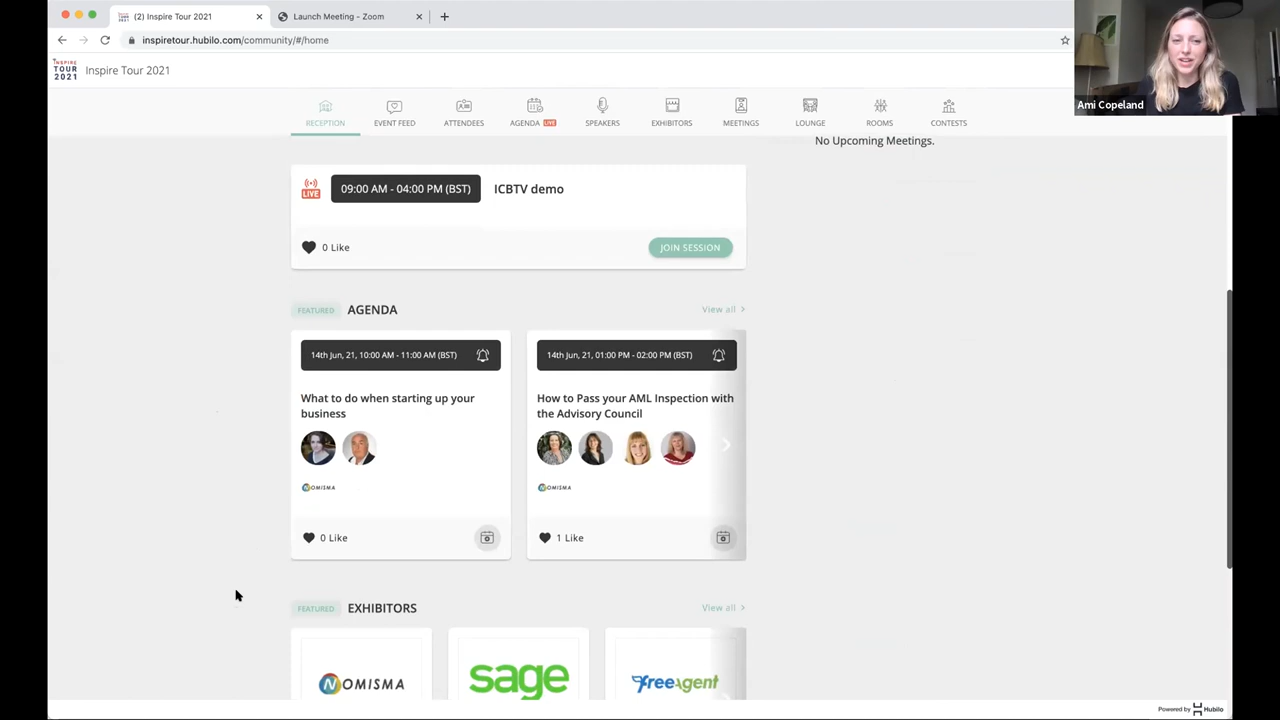 (2) Inspire Tour 2021
Launch Meeting - Zoom
inspiretour.hubilo.com/community/#/home
INSPIRE TOUR 2021
Inspire Tour 2021
Ami Copeland
RECEPTION
EVENT FEED
ATTENDEES
AGENDA LIVE
SPEAKERS
EXHIBITORS
MEETINGS
LOUNGE
ROOMS
CONTESTS
No Upcoming Meetings.
LIVE 09:00 AM - 04:00 PM (BST) ICBTV demo
0 Like
JOIN SESSION
FEATURED AGENDA
View all >
14th Jun, 21, 10:00 AM - 11:00 AM (BST)
What to do when starting up your
business
NOMISMA
0 Like
14th Jun, 21, 01:00 PM - 02:00 PM (BST)
How to Pass your AML Inspection with
the Advisory Council
NOMISMA
1 Like
FEATURED EXHIBITORS
View all >
NOMISMA
sage
freeagent
Powered by Hubilo